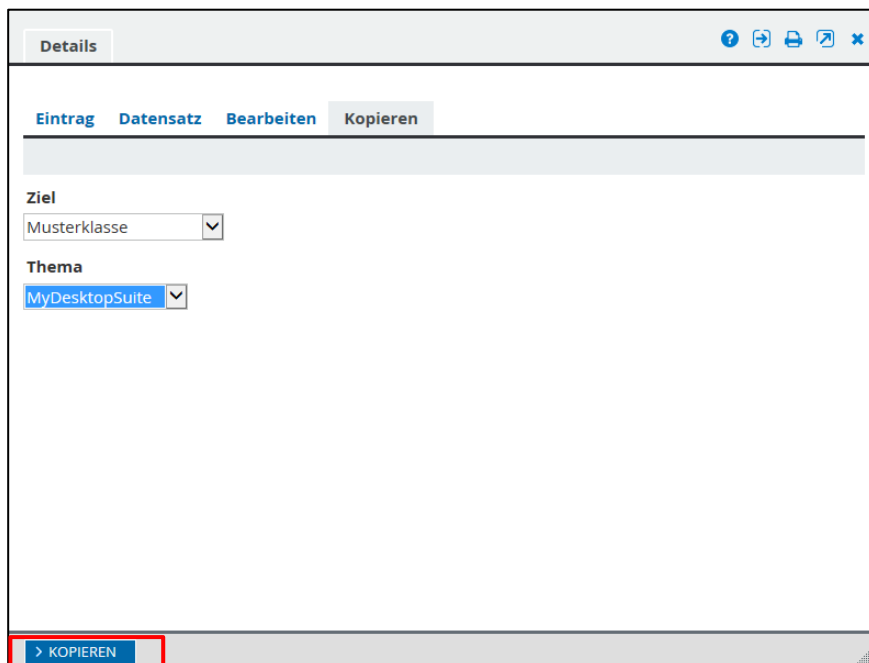 Details
Eintrag Datensatz Bearbeiten Kopieren
Ziel
Musterklasse
Thema
MyDesktopSuite
> KOPIEREN